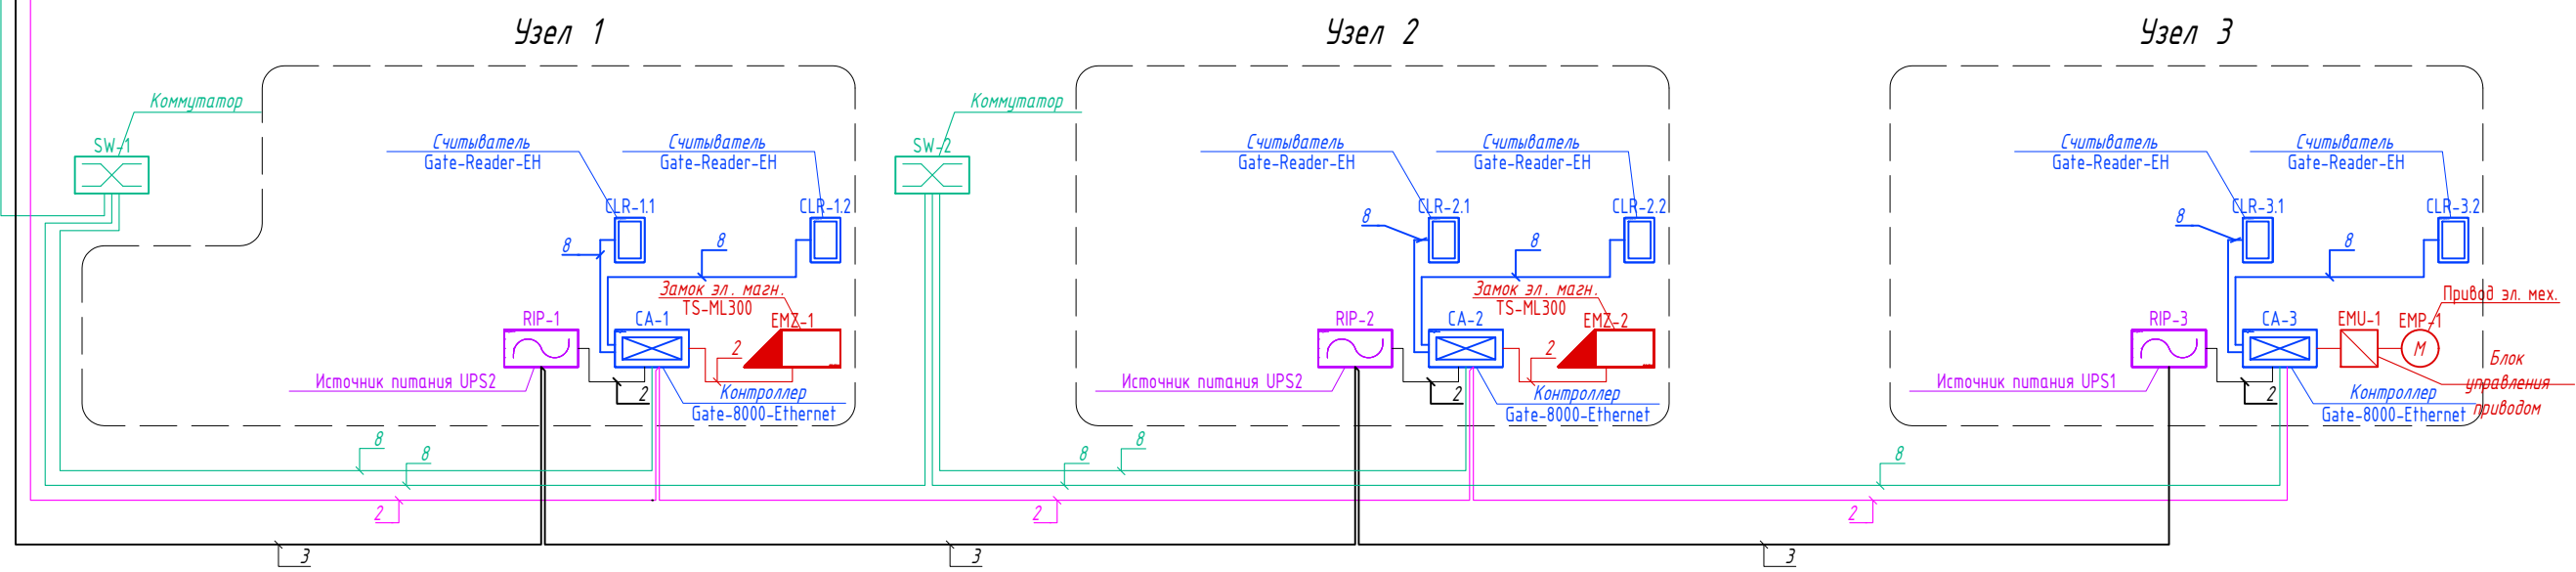 Узел 1
Узел 2
Узел 3
Коммутатор
SW-1
Считыватель
Gate-Reader-EH
Считыватель
Gate-Reader-EH
CLR-1.1
CLR-1.2
8
8
Замок эл. магн.
TS-ML300
RIP-1
CA-1
EMZ-1
2
Источник питания UPS2
2
Контроллер
Gate-8000-Ethernet
8
8
2
3
Коммутатор
SW-2
Считыватель
Gate-Reader-EH
Считыватель
Gate-Reader-EH
CLR-2.1
CLR-2.2
8
8
Замок эл. магн.
TS-ML300
RIP-2
CA-2
EMZ-2
2
Источник питания UPS2
2
Контроллер
Gate-8000-Ethernet
8
8
2
3
Считыватель
Gate-Reader-EH
Считыватель
Gate-Reader-EH
CLR-3.1
CLR-3.2
8
8
Привод эл. мех.
RIP-3
CA-3
EMU-1
EMP-1
M
Блок
управления
приводом
Источник питания UPS1
2
Контроллер
Gate-8000-Ethernet
8
2
3